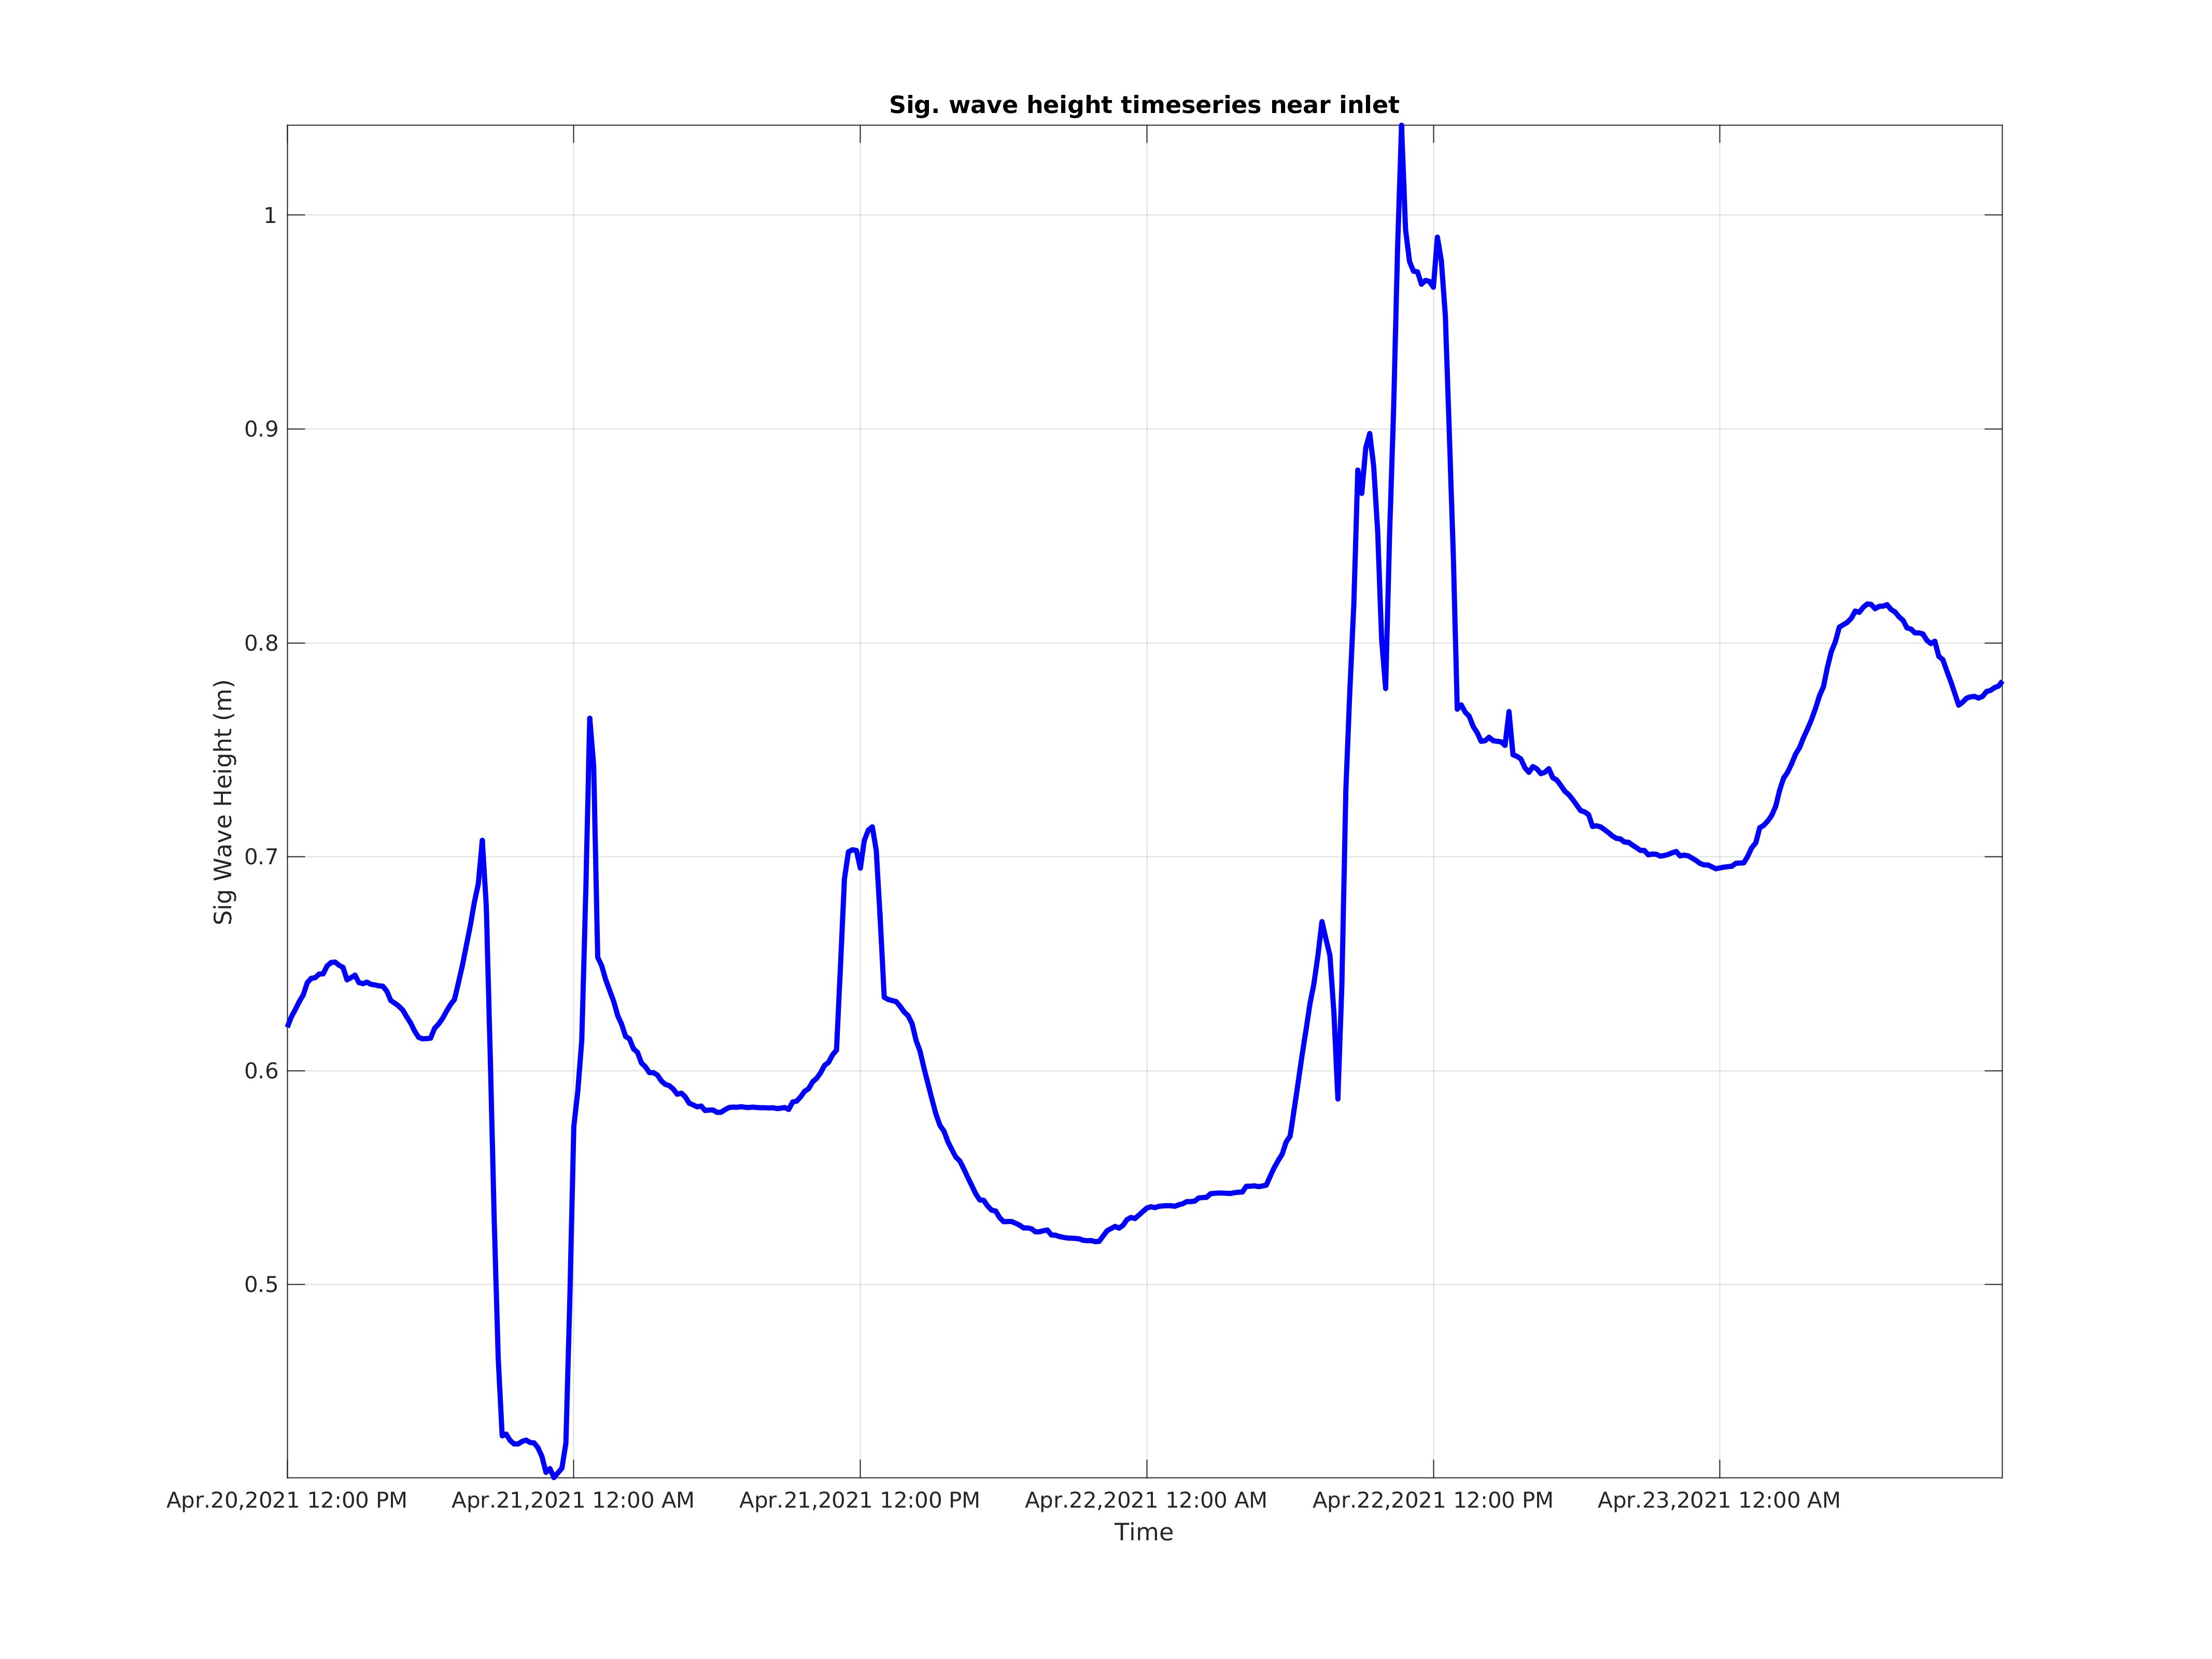 Sig. wave height timeseries near inlet
1
0.9
0.8
0.7
0.6
0.5
Sig Wave Height (m)
Apr.20,2021 12:00 PM Apr.21,2021 12:00 AM Apr.21,2021 12:00 PM Apr.22,2021 12:00 AM Apr.22,2021 12:00 PM Apr.23,2021 12:00 AM
Time